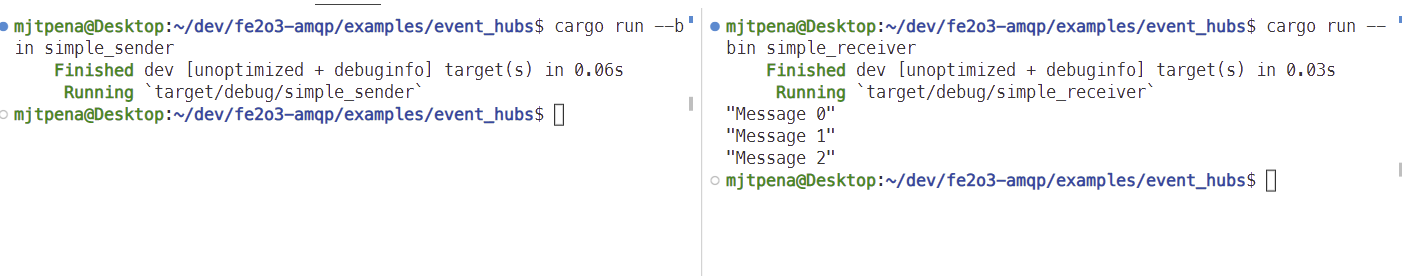 mjtpena@Desktop:~/dev/fe2o3-amqp/examples/event_hubs$ cargo run --b
in simple_sender
    Finished dev [unoptimized + debuginfo] target(s) in 0.06s
     Running `target/debug/simple_sender`
mjtpena@Desktop:~/dev/fe2o3-amqp/examples/event_hubs$
mjtpena@Desktop:~/dev/fe2o3-amqp/examples/event_hubs$ cargo run --
bin simple_receiver
    Finished dev [unoptimized + debuginfo] target(s) in 0.03s
     Running `target/debug/simple_receiver`
"Message 0"
"Message 1"
"Message 2"
mjtpena@Desktop:~/dev/fe2o3-amqp/examples/event_hubs$